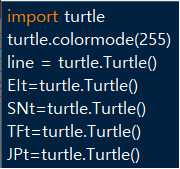 import turtle
turtle.colormode(255)
line = turtle.Turtle()
EIt=turtle.Turtle()
SNt=turtle.Turtle()
TFt=turtle.Turtle()
JPt=turtle.Turtle()